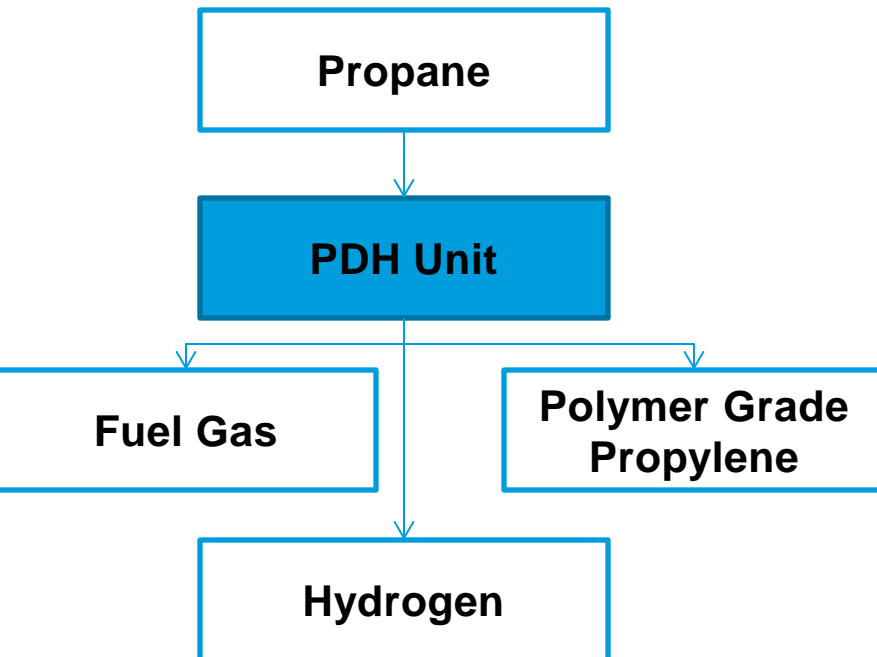 Propane
PDH Unit
Fuel Gas
Polymer Grade
Propylene
Hydrogen